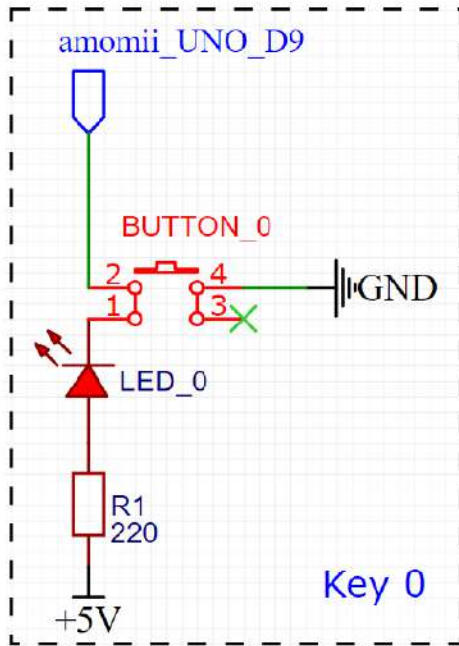 amomii_UNO_D9
BUTTON_0
2 4
1 3
GND
LED_0
R1
220
Key 0
+5V